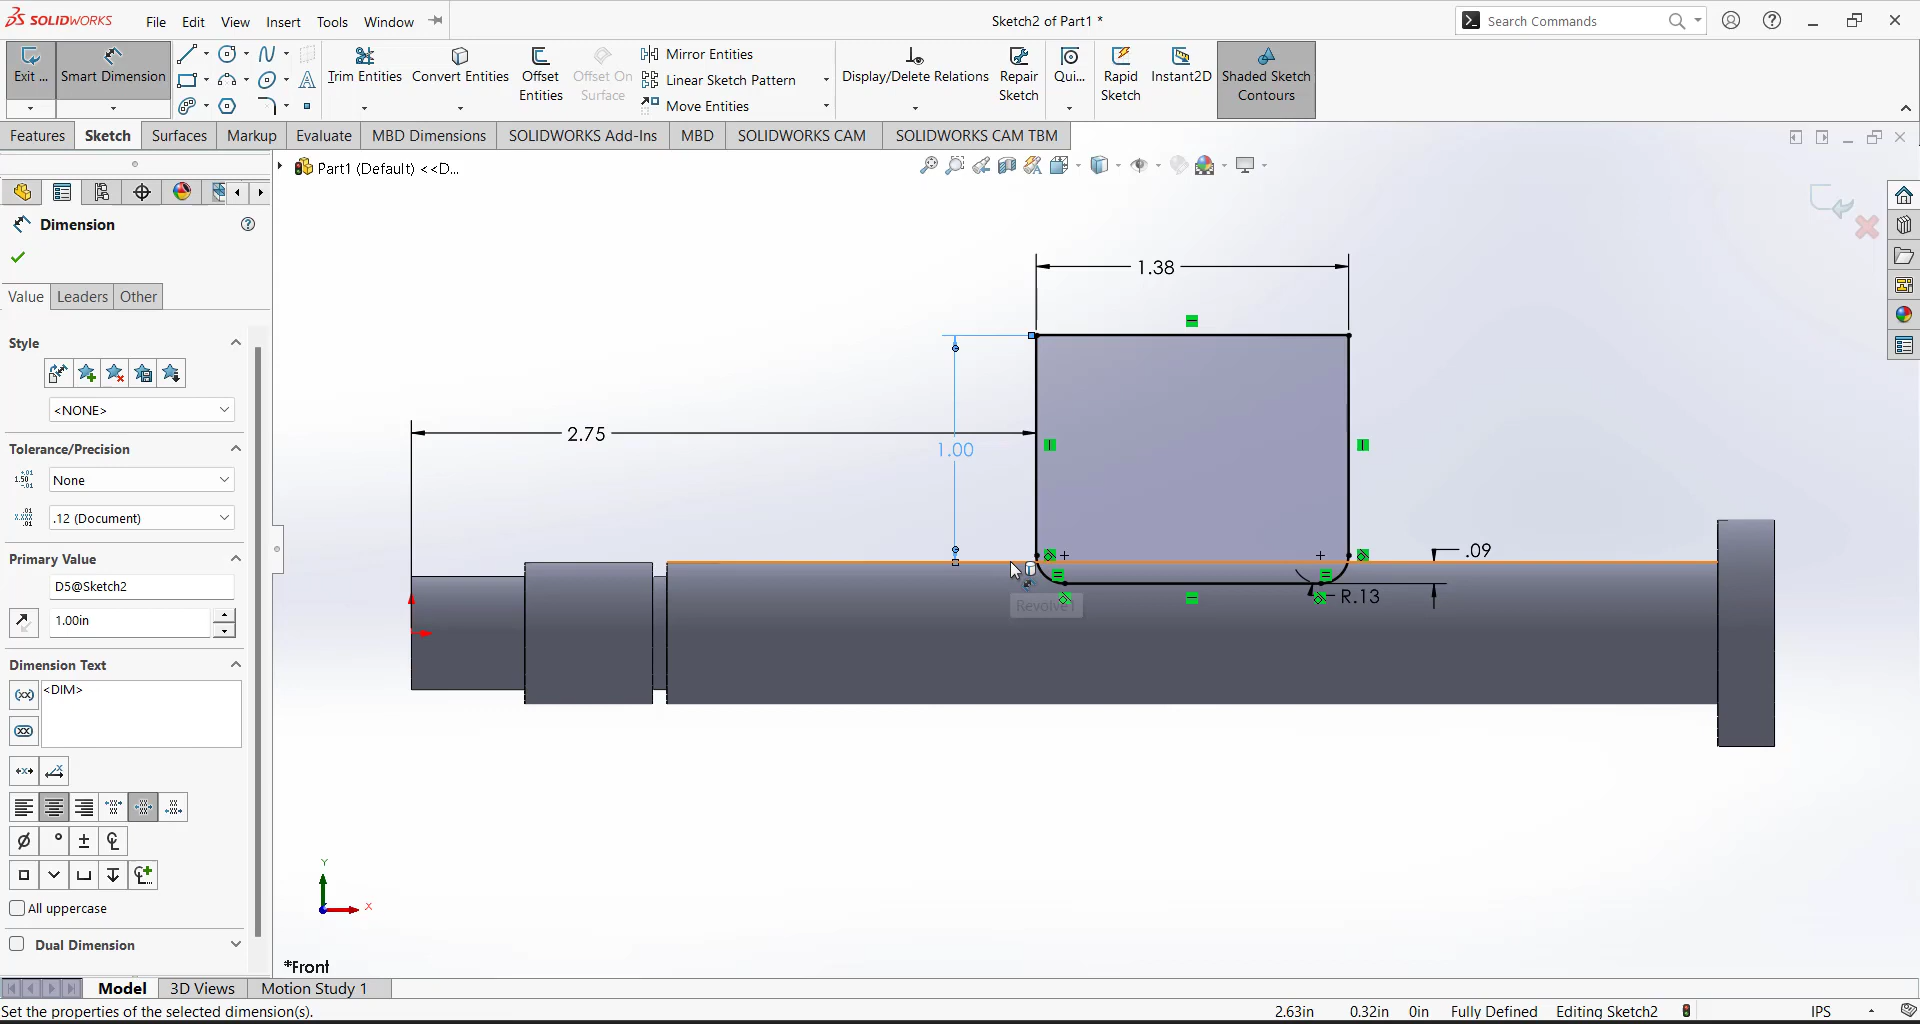 SOLIDWORKS File Edit View Insert Tools Window Sketch2 of Part1 * Search Commands
Exit ... Smart Dimension Trim Entities Convert Entities Offset Entities Offset On Surface Mirror Entities Linear Sketch Pattern Move Entities Display/Delete Relations Repair Sketch Qui... Rapid Sketch Instant2D Shaded Sketch Contours
Features Sketch Surfaces Markup Evaluate MBD Dimensions SOLIDWORKS Add-Ins MBD SOLIDWORKS CAM SOLIDWORKS CAM TBM
Part1 (Default) <<D...
Dimension
Value Leaders Other
Style
<NONE>
Tolerance/Precision
None
.12 (Document)
Primary Value
D5@Sketch2
1.00in
Dimension Text
<DIM>
All uppercase
Dual Dimension
1.38
2.75
1.00
.09
R.13
Revolve1
Y
X
*Front
Model 3D Views Motion Study 1
Set the properties of the selected dimension(s). 2.63in 0.32in 0in Fully Defined Editing Sketch2 IPS